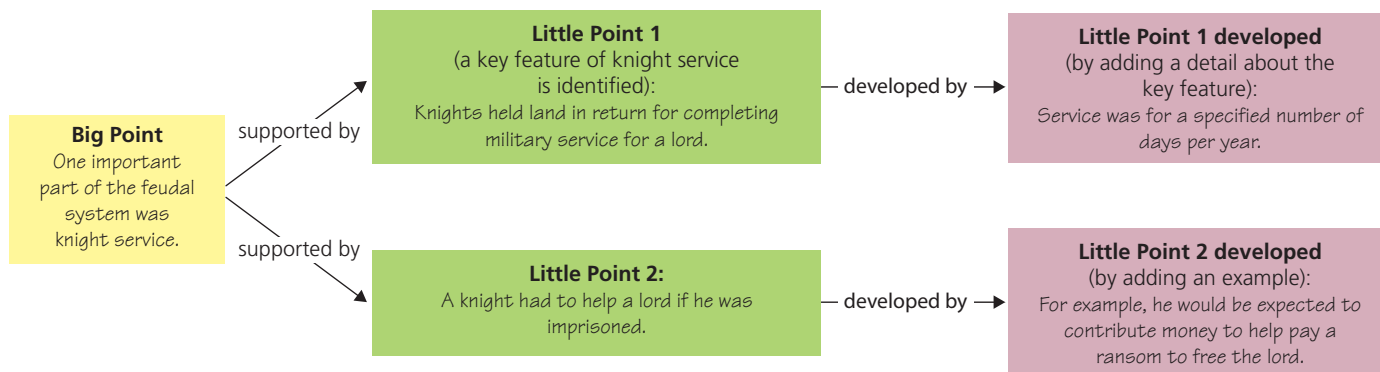 Big Point
One important
part of the feudal
system was
knight service.
supported by
supported by
Little Point 1
(a key feature of knight service
is identified):
Knights held land in return for completing
military service for a lord.
developed by
Little Point 1 developed
(by adding a detail about the
key feature):
Service was for a specified number of
days per year.
Little Point 2:
A knight had to help a lord if he was
imprisoned.
developed by
Little Point 2 developed
(by adding an example):
For example, he would be expected to
contribute money to help pay a
ransom to free the lord.